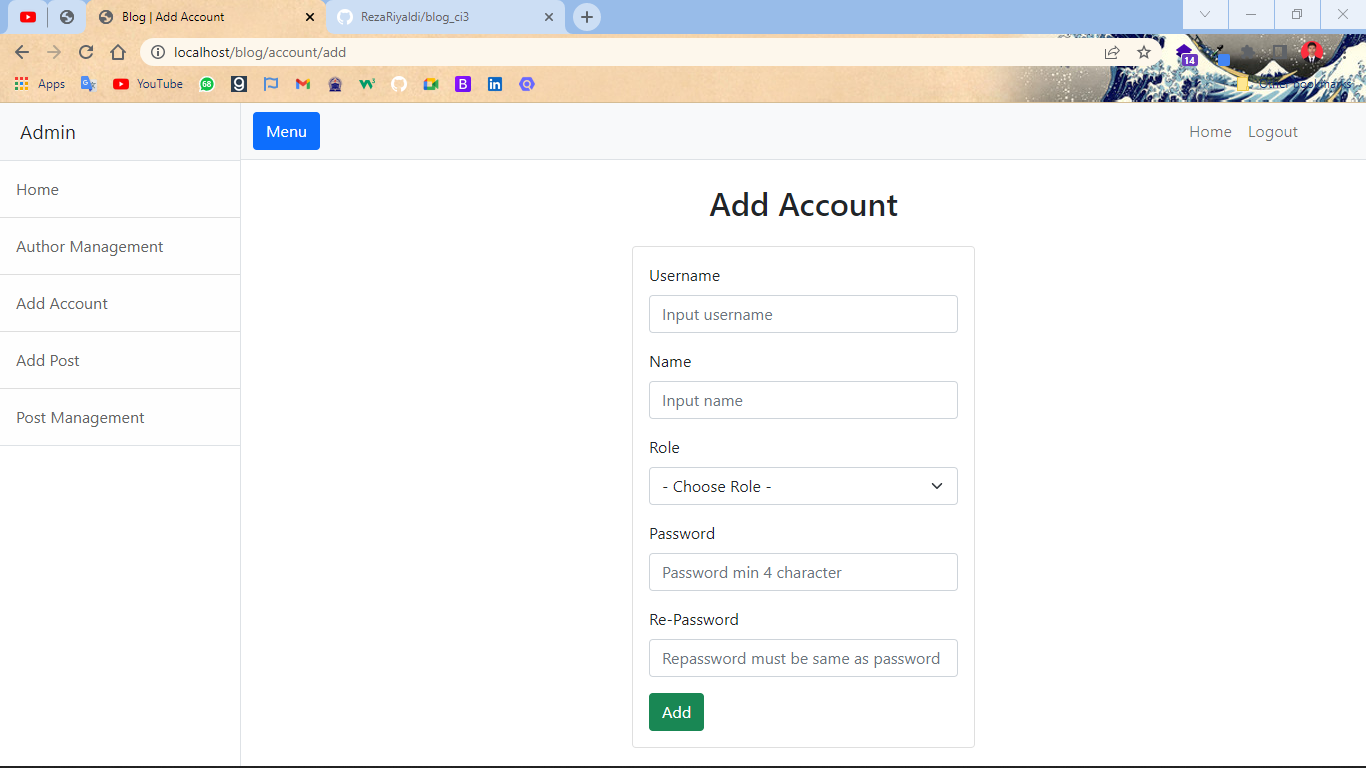 Blog | Add Account
RezaRiyaldi/blog_ci3
localhost/blog/account/add
14
Apps
YouTube
68
Other bookmarks
Admin
Menu
Home
Logout
Home
Author Management
Add Account
Add Post
Post Management
Add Account
Username
Input username
Name
Input name
Role
- Choose Role -
Password
Password min 4 character
Re-Password
Repassword must be same as password
Add